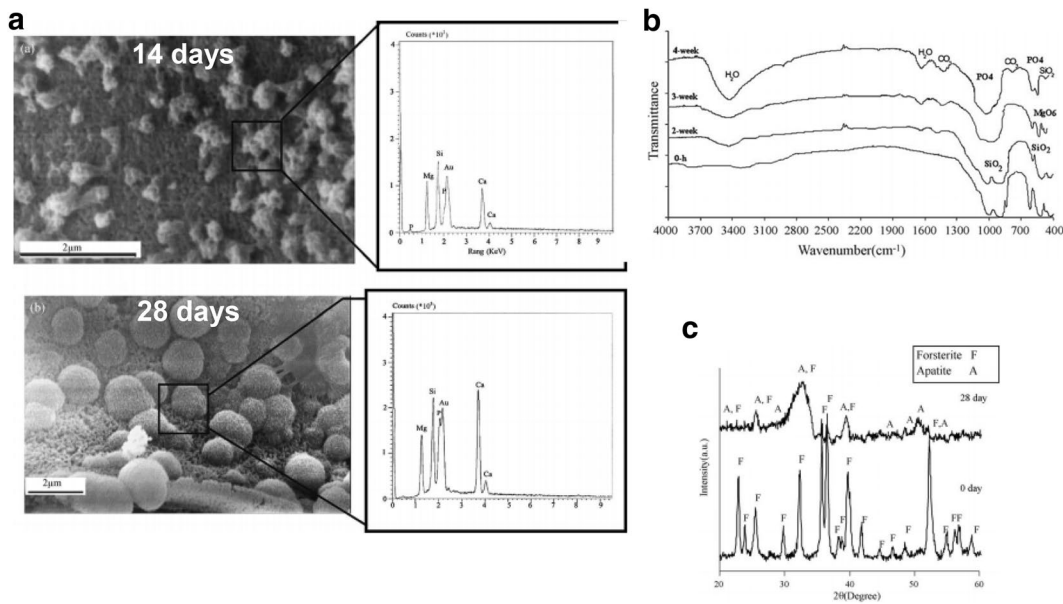 a
(a)
14 days
2μm
Counts (*10³)
4
3
2
1
0
P
Mg
Si
P
Au
Ca
Ca
0 1 2 3 4 5 6 7 8 9
Rang (KeV)
(b)
28 days
2μm
Counts (*10³)
4
3
2
1
0
Mg
Si
P
Au
Ca
Ca
0 1 2 3 4 5 6 7 8 9
b
Transmittance
4-week
3-week
2-week
0-h
H₂O
H₂O
CO₃
PO4
CO₃
PO4
SiO₂
MgO6
SiO₂
SiO₂
4000 3700 3400 3100 2800 2500 2200 1900 1600 1300 1000 700 400
Wavenumber(cm⁻¹)
c
Forsterite F
Apatite A
28 day
A, F
A, F
A
A, F
F
F
A,F
A
A
A
F,A
0 day
F
F
F
F
F
F
F
F
F
F
F
F
F
F
FF
F
Intensity(a.u.)
20 30 40 50 60
2θ(Degree)